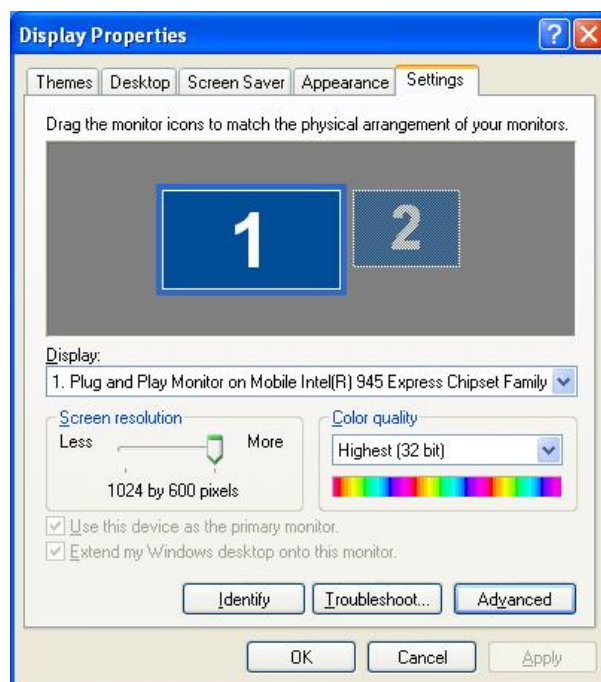 Display Properties
Themes Desktop Screen Saver Appearance Settings
Drag the monitor icons to match the physical arrangement of your monitors.
1 2
Display:
1. Plug and Play Monitor on Mobile Intel(R) 945 Express Chipset Family
Screen resolution
Less More
1024 by 600 pixels
Color quality
Highest (32 bit)
Use this device as the primary monitor.
Extend my Windows desktop onto this monitor.
Identify Troubleshoot... Advanced
OK Cancel Apply